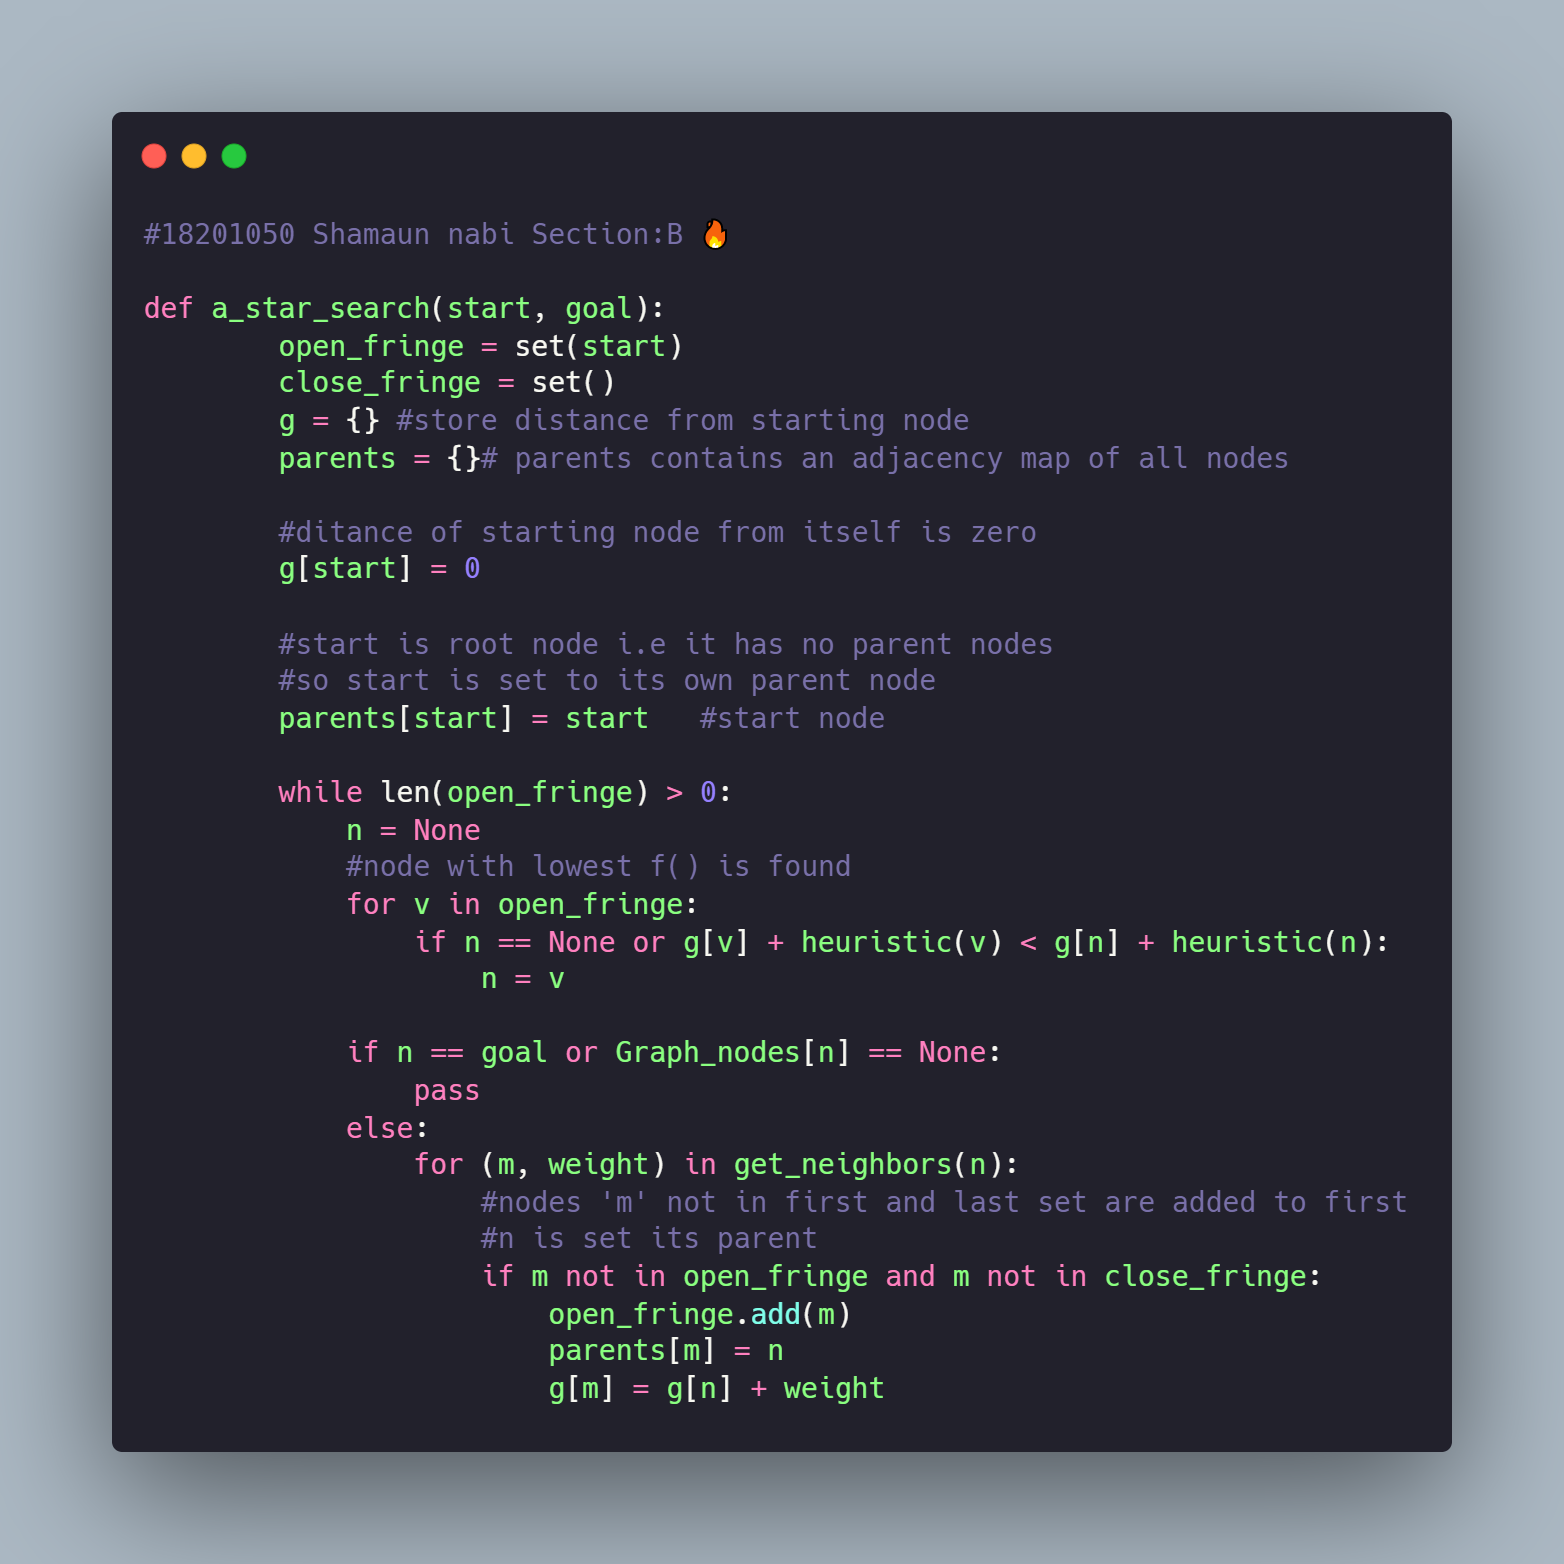 #18201050 Shamaun nabi Section:B 🔥
def a_star_search(start, goal):
        open_fringe = set(start)
        close_fringe = set()
        g = {} #store distance from starting node
        parents = {}# parents contains an adjacency map of all nodes
        #ditance of starting node from itself is zero
        g[start] = 0
        #start is root node i.e it has no parent nodes
        #so start is set to its own parent node
        parents[start] = start   #start node
        while len(open_fringe) > 0:
            n = None
            #node with lowest f() is found
            for v in open_fringe:
                if n == None or g[v] + heuristic(v) < g[n] + heuristic(n):
                    n = v
            if n == goal or Graph_nodes[n] == None:
                pass
            else:
                for (m, weight) in get_neighbors(n):
                    #nodes 'm' not in first and last set are added to first
                    #n is set its parent
                    if m not in open_fringe and m not in close_fringe:
                        open_fringe.add(m)
                        parents[m] = n
                        g[m] = g[n] + weight